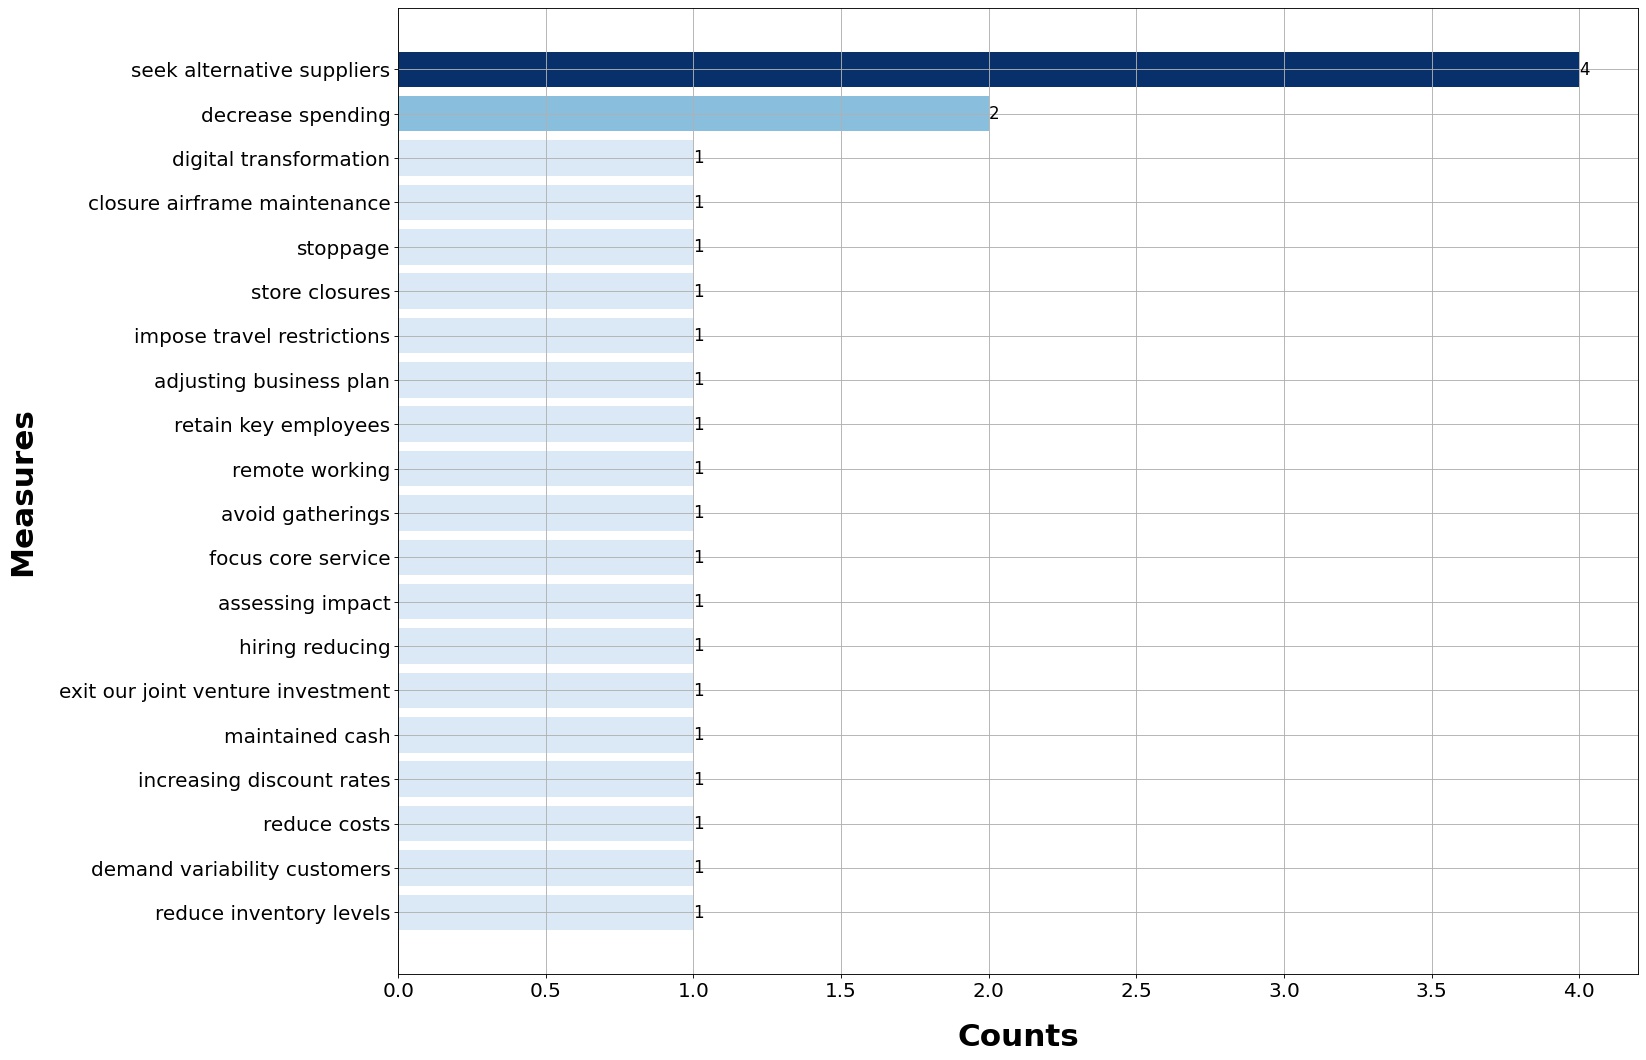 seek alternative suppliers 4
decrease spending 2
digital transformation 1
closure airframe maintenance 1
stoppage 1
store closures 1
impose travel restrictions 1
adjusting business plan 1
retain key employees 1
remote working 1
avoid gatherings 1
focus core service 1
assessing impact 1
hiring reducing 1
exit our joint venture investment 1
maintained cash 1
increasing discount rates 1
reduce costs 1
demand variability customers 1
reduce inventory levels 1
Measures
0.0 0.5 1.0 1.5 2.0 2.5 3.0 3.5 4.0
Counts